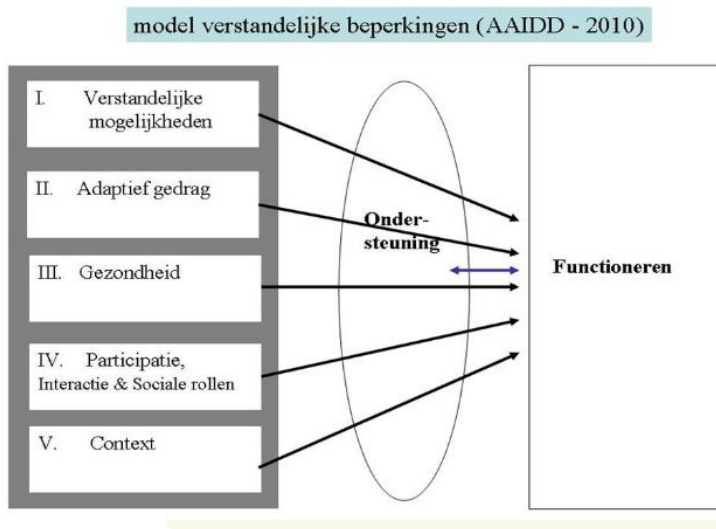 model verstandelijke beperkingen (AAIDD - 2010)
I. Verstandelijke
mogelijkheden
II. Adaptief gedrag
III. Gezondheid
IV. Participatie,
Interactie & Sociale rollen
V. Context
Onder-
steuning
Functioneren